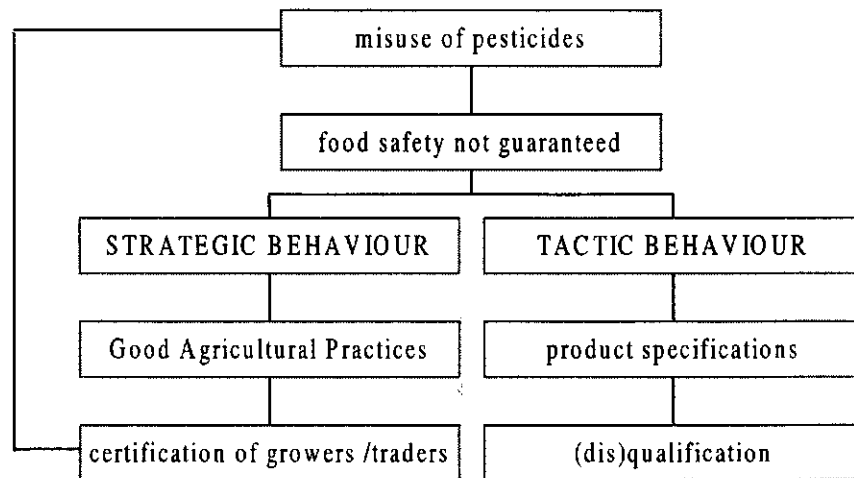 misuse of pesticides
food safety not guaranteed
STRATEGIC BEHAVIOUR
TACTIC BEHAVIOUR
Good Agricultural Practices
product specifications
certification of growers /traders
(dis)qualification